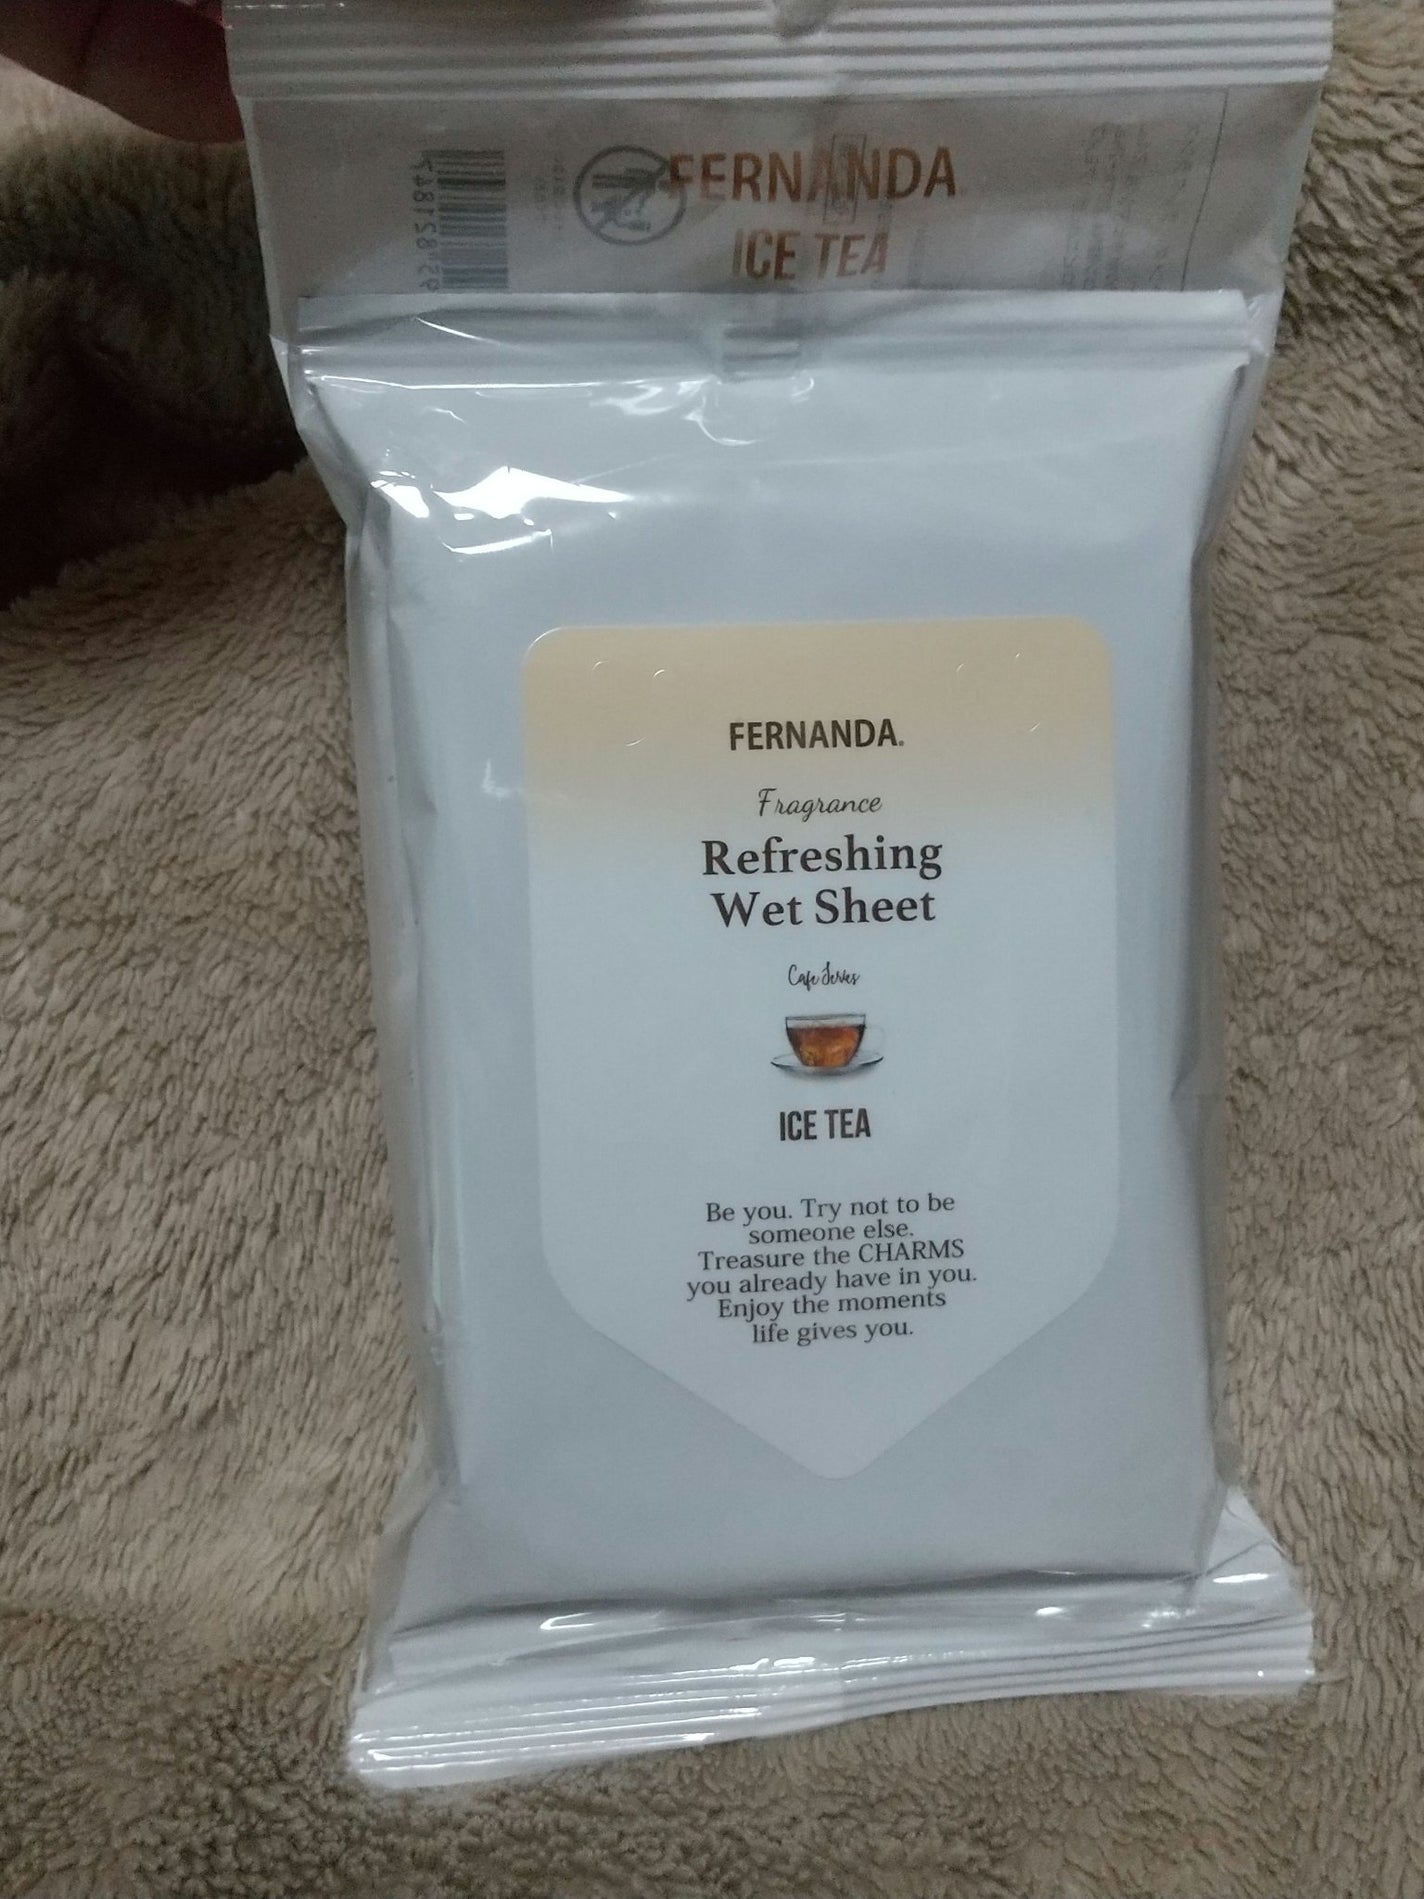 FERNANDA
ICE TEA
FERNANDA.
Fragrance
Refreshing
Wet Sheet
Cafe Series
ICE TEA
Be you. Try not to be
someone else.
Treasure the CHARMS
you already have in you.
Enjoy the moments
life gives you.